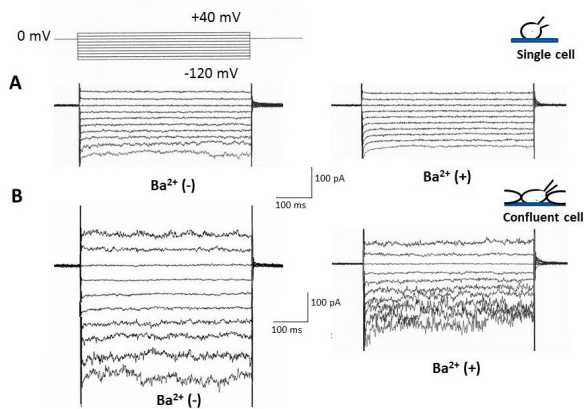 +40 mV
0 mV
-120 mV
Single cell
A
Ba²⁺ (-)
Ba²⁺ (+)
100 pA
100 ms
B
Confluent cell
100 pA
100 ms
Ba²⁺ (-)
Ba²⁺ (+)